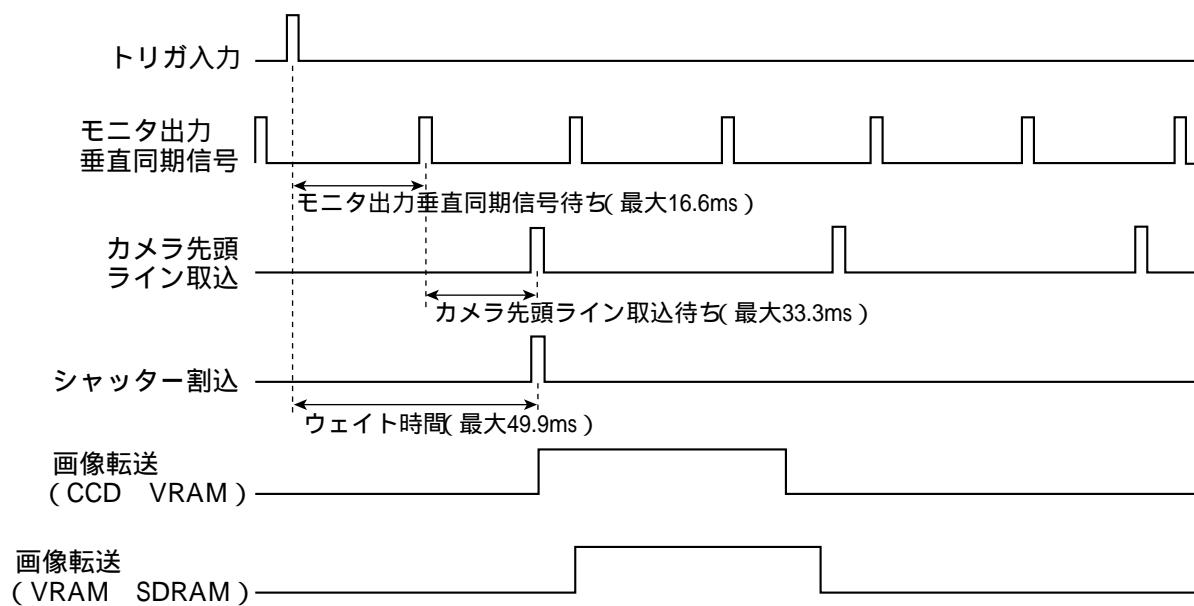 トリガ入力
モニタ出力
垂直同期信号
モニタ出力垂直同期信号待ち(最大16.6ms)
カメラ先頭
ライン取込
カメラ先頭ライン取込待ち(最大33.3ms)
シャッター割込
ウェイト時間(最大49.9ms)
画像転送
(CCD VRAM)
画像転送
(VRAM SDRAM)